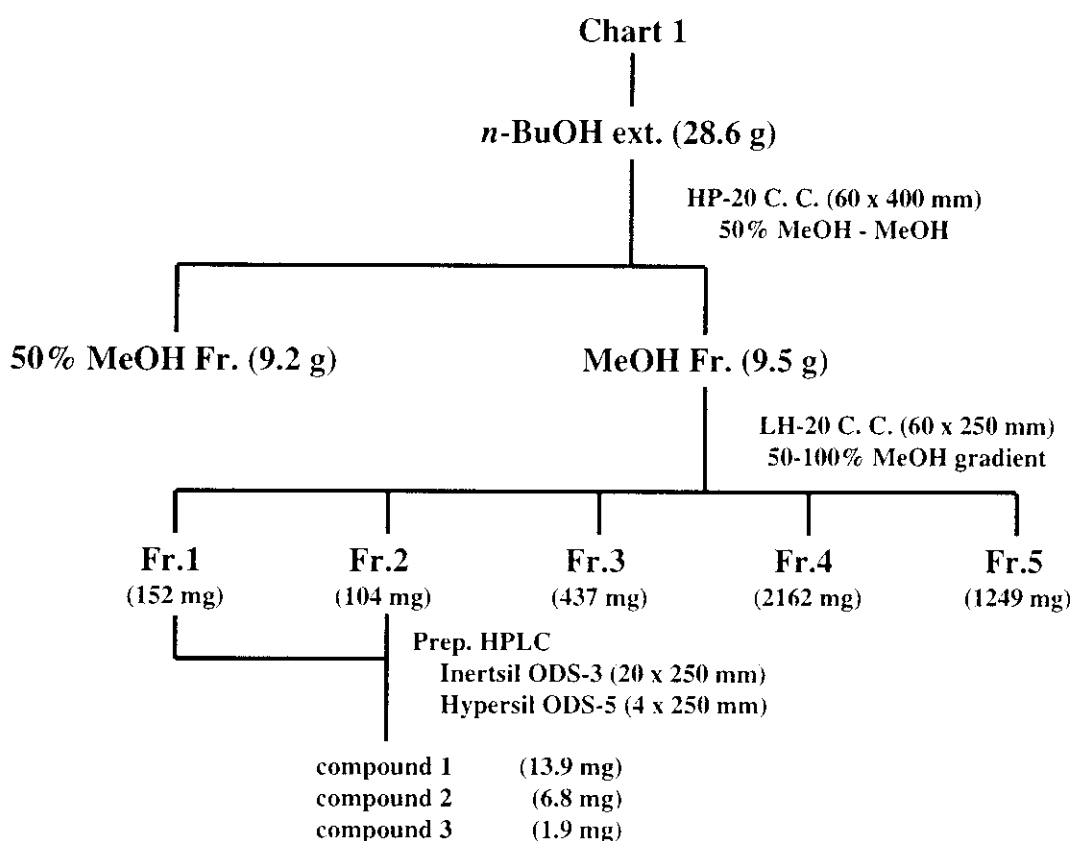 Chart 1
n-BuOH ext. (28.6 g)
HP-20 C. C. (60 x 400 mm)
50% MeOH - MeOH
50% MeOH Fr. (9.2 g)
MeOH Fr. (9.5 g)
LH-20 C. C. (60 x 250 mm)
50-100% MeOH gradient
Fr.1
(152 mg)
Fr.2
(104 mg)
Fr.3
(437 mg)
Fr.4
(2162 mg)
Fr.5
(1249 mg)
Prep. HPLC
Inertsil ODS-3 (20 x 250 mm)
Hypersil ODS-5 (4 x 250 mm)
compound 1 (13.9 mg)
compound 2 (6.8 mg)
compound 3 (1.9 mg)